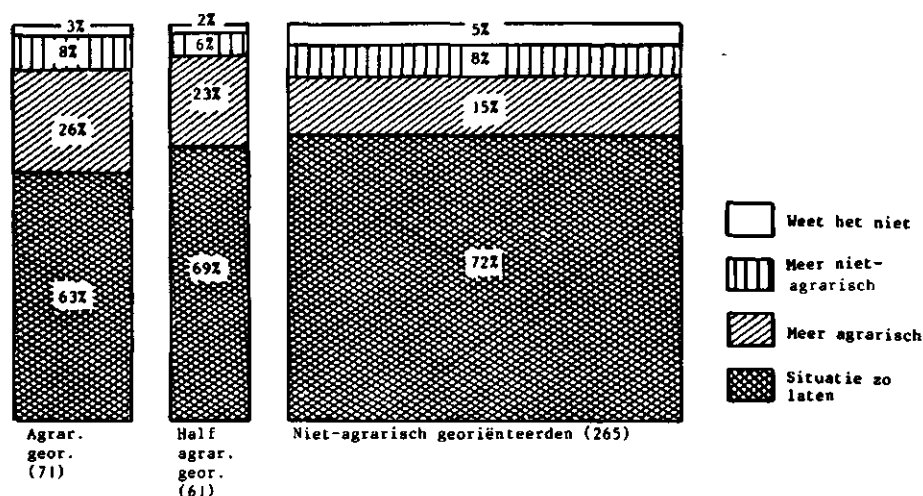 3%
8%
26%
63%
Agrar.
geor.
(71)
2%
6%
23%
69%
Half
agrar.
geor.
(61)
5%
8%
15%
72%
Niet-agrarisch georiënteerden (265)
Weet het niet
Meer niet-
agrarisch
Meer agrarisch
Situatie zo
laten